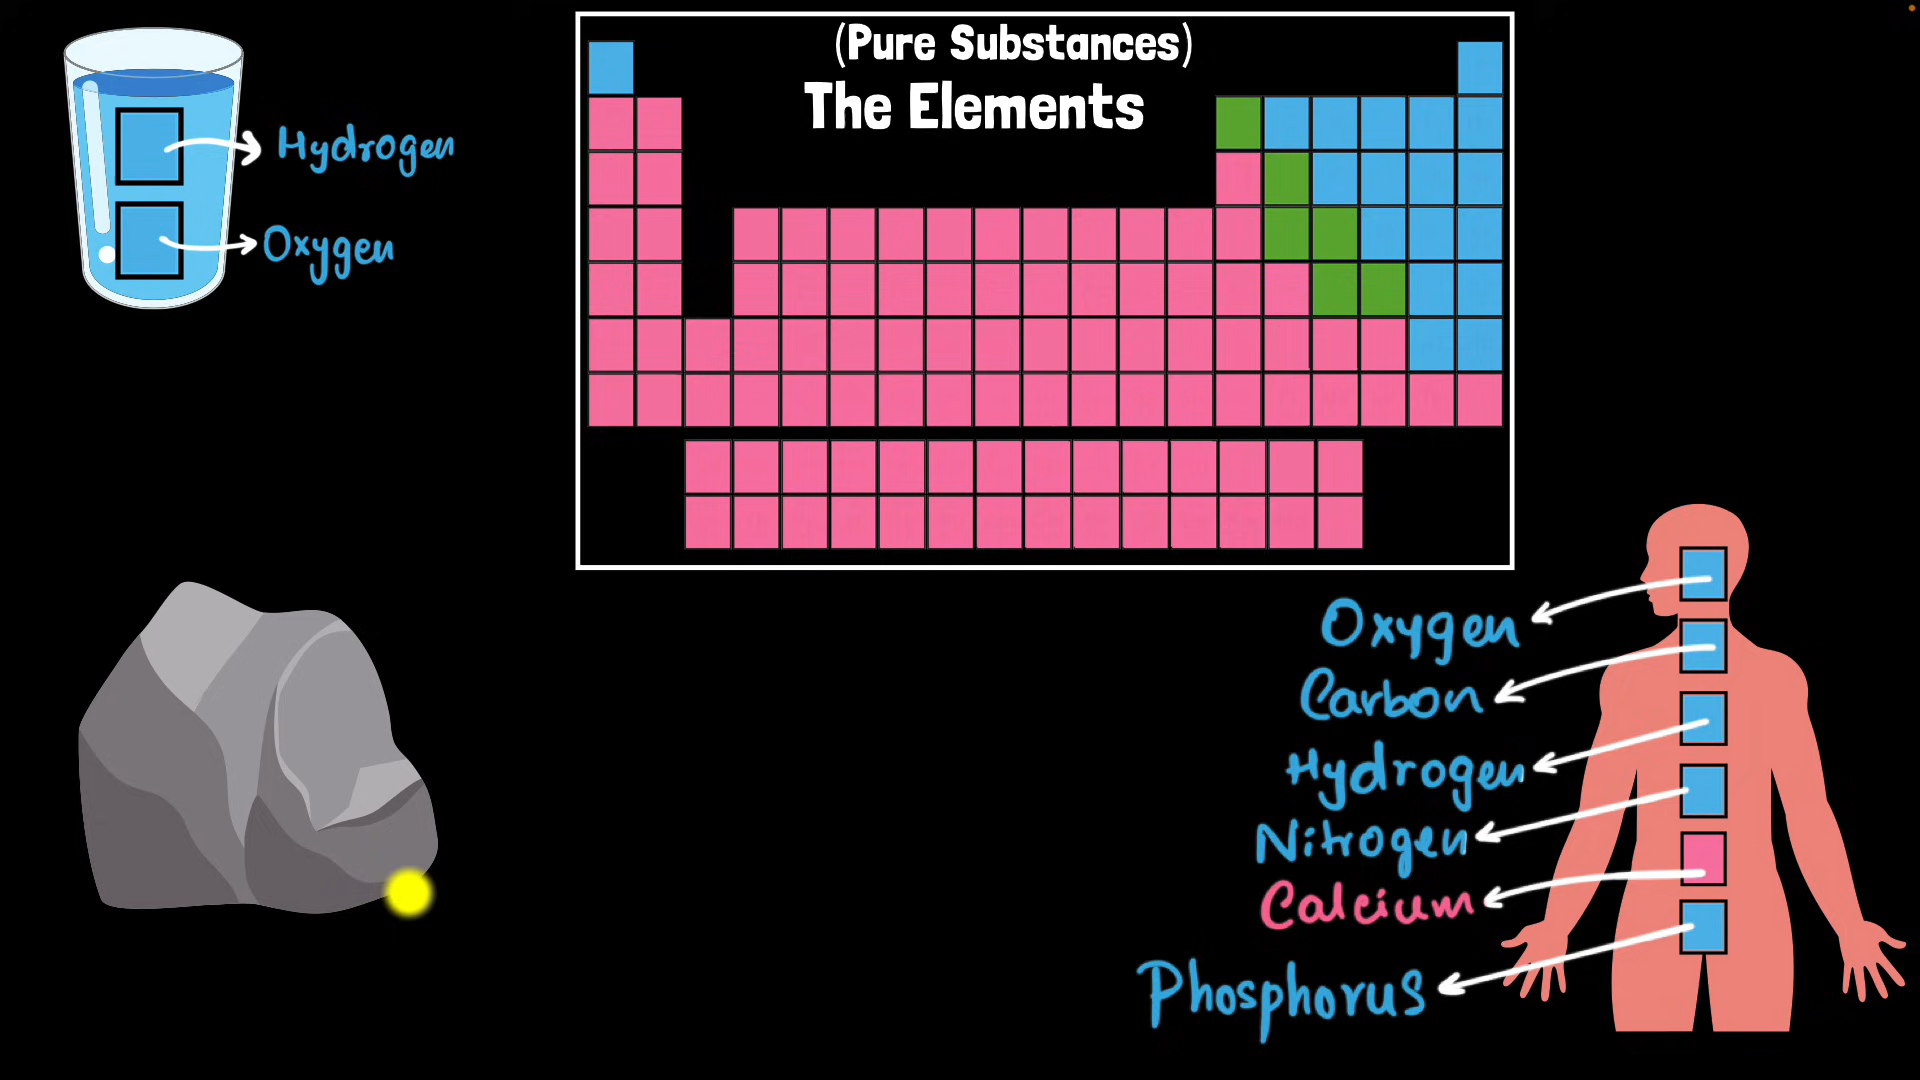 (Pure Substances)
The Elements
Hydrogen
Oxygen
Oxygen
Carbon
Hydrogen
Nitrogen
Calcium
Phosphorus